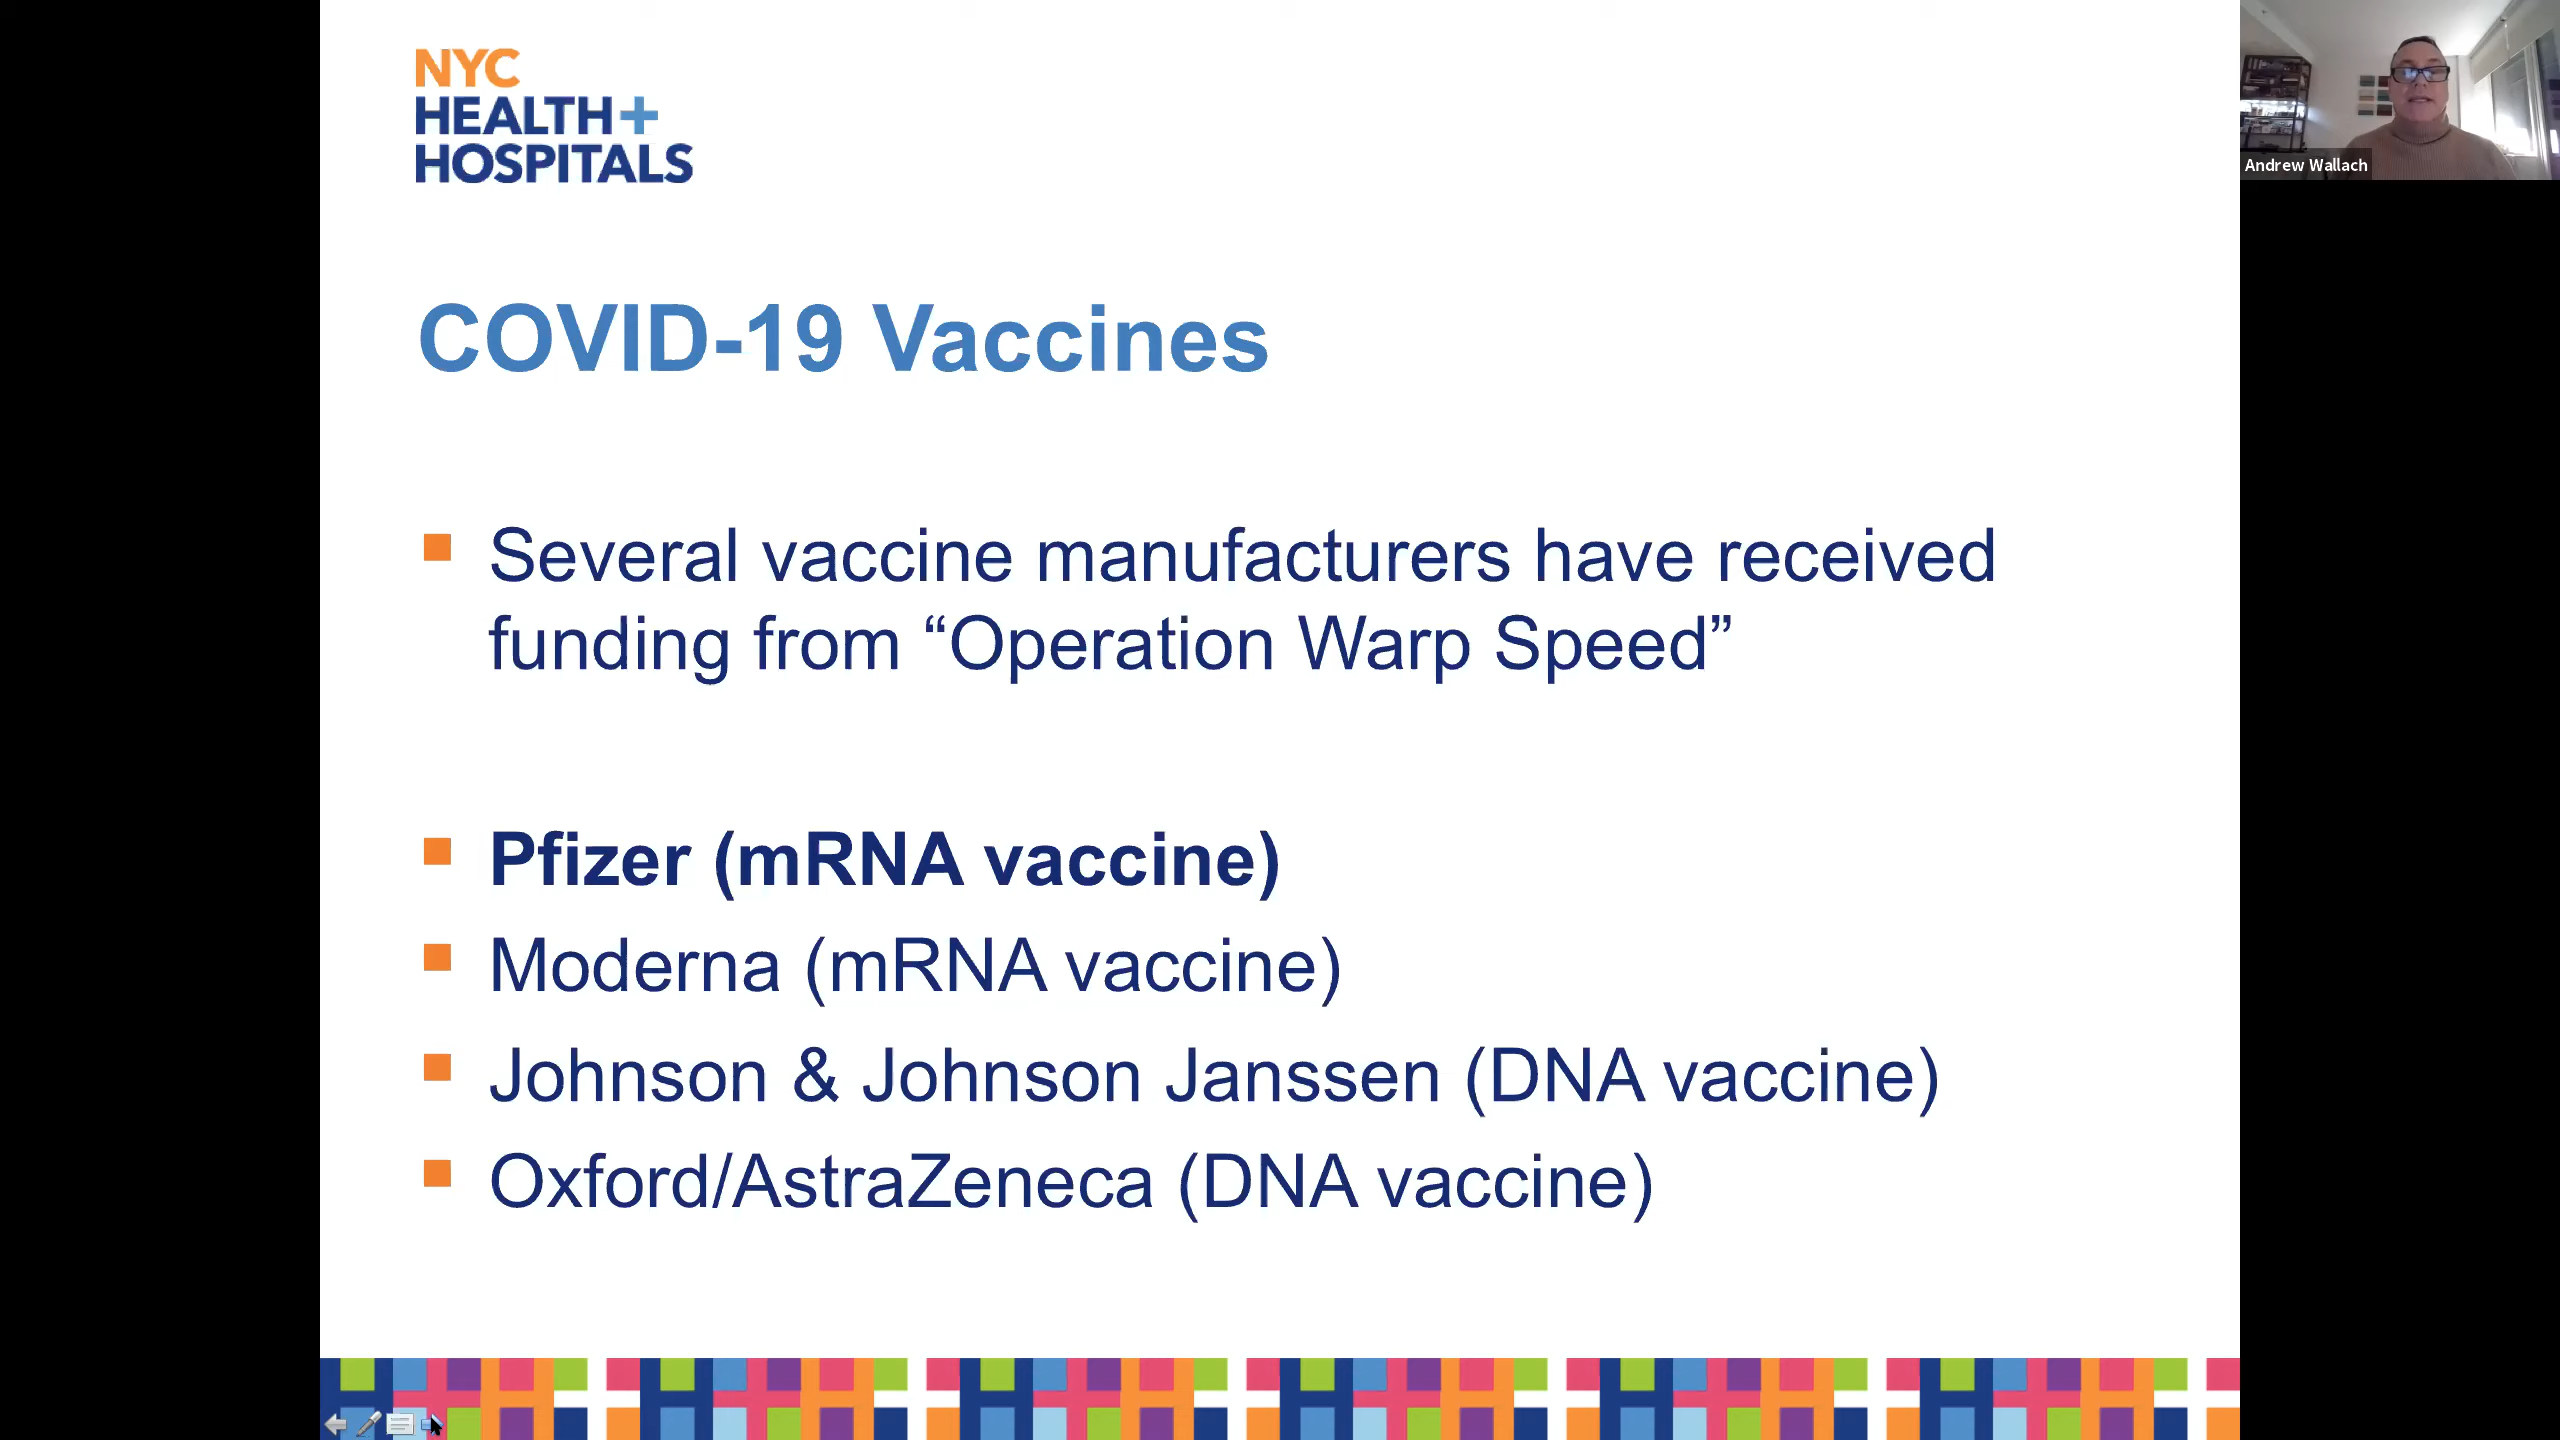 NYC
HEALTH+
HOSPITALS
Andrew Wallach
COVID-19 Vaccines
Several vaccine manufacturers have received
funding from “Operation Warp Speed”
Pfizer (mRNA vaccine)
Moderna (mRNA vaccine)
Johnson & Johnson Janssen (DNA vaccine)
Oxford/AstraZeneca (DNA vaccine)